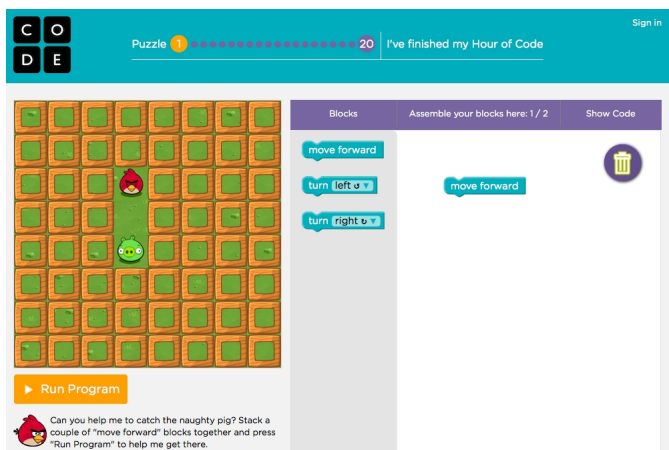 C O
D E
Sign in
Puzzle 1 20 I've finished my Hour of Code
Blocks
Assemble your blocks here: 1 / 2
Show Code
move forward
turn left ↺ ▼
turn right ↻ ▼
move forward
Run Program
Can you help me to catch the naughty pig? Stack a
couple of "move forward" blocks together and press
"Run Program" to help me get there.